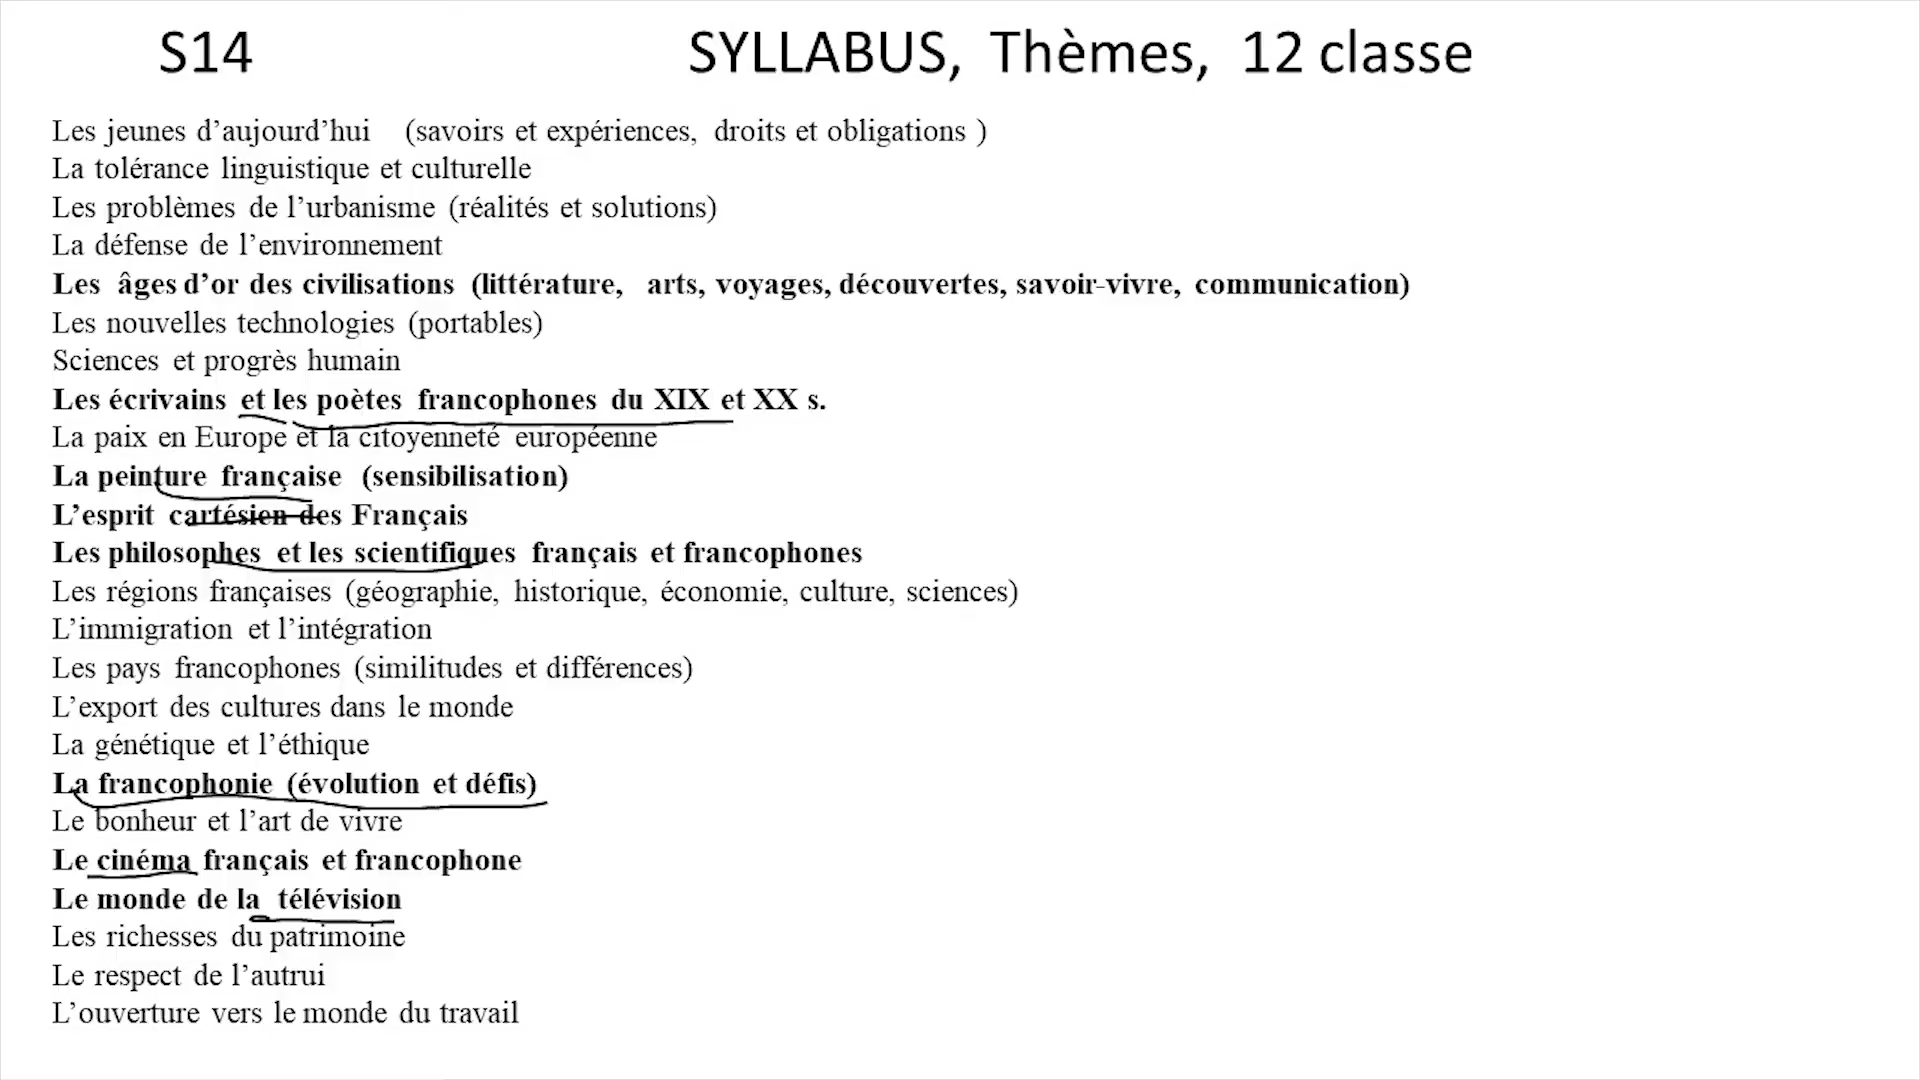 S14 SYLLABUS, Thèmes, 12 classe
Les jeunes d’aujourd’hui (savoirs et expériences, droits et obligations )
La tolérance linguistique et culturelle
Les problèmes de l’urbanisme (réalités et solutions)
La défense de l’environnement
Les âges d’or des civilisations (littérature, arts, voyages, découvertes, savoir-vivre, communication)
Les nouvelles technologies (portables)
Sciences et progrès humain
Les écrivains et les poètes francophones du XIX et XX s.
La paix en Europe et la citoyenneté européenne
La peinture française (sensibilisation)
L’esprit cartésien des Français
Les philosophes et les scientifiques français et francophones
Les régions françaises (géographie, historique, économie, culture, sciences)
L’immigration et l’intégration
Les pays francophones (similitudes et différences)
L’export des cultures dans le monde
La génétique et l’éthique
La francophonie (évolution et défis)
Le bonheur et l’art de vivre
Le cinéma français et francophone
Le monde de la télévision
Les richesses du patrimoine
Le respect de l’autrui
L’ouverture vers le monde du travail